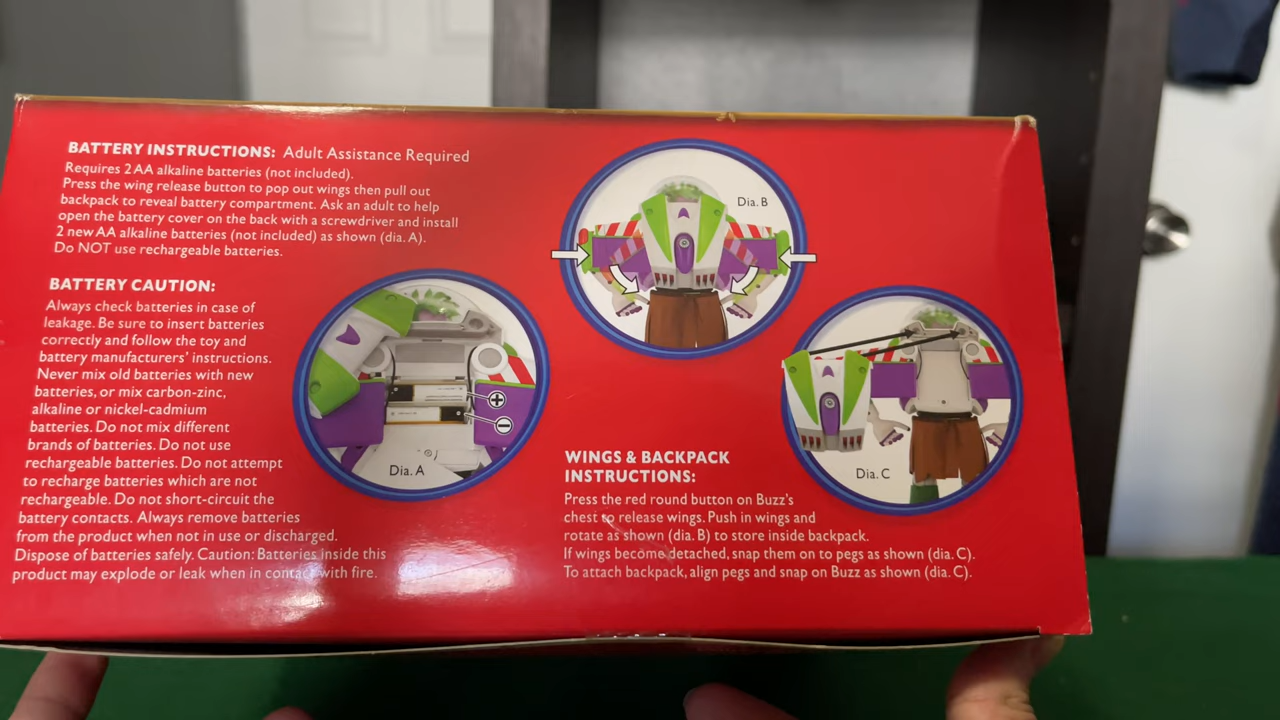 BATTERY INSTRUCTIONS: Adult Assistance Required
Requires 2 AA alkaline batteries (not included).
Press the wing release button to pop out wings then pull out
backpack to reveal battery compartment. Ask an adult to help
open the battery cover on the back with a screwdriver and install
2 new AA alkaline batteries (not included) as shown (dia. A).
Do NOT use rechargeable batteries.
BATTERY CAUTION:
Always check batteries in case of
leakage. Be sure to insert batteries
correctly and follow the toy and
battery manufacturers' instructions.
Never mix old batteries with new
batteries, or mix carbon-zinc,
alkaline or nickel-cadmium
batteries. Do not mix different
brands of batteries. Do not use
rechargeable batteries. Do not attempt
to recharge batteries which are not
rechargeable. Do not short-circuit the
battery contacts. Always remove batteries
from the product when not in use or discharged.
Dispose of batteries safely. Caution: Batteries inside this
product may explode or leak when in contact with fire.
+
−
Dia. A
Dia. B
Dia. C
WINGS & BACKPACK
INSTRUCTIONS:
Press the red round button on Buzz's
chest to release wings. Push in wings and
rotate as shown (dia. B) to store inside backpack.
If wings become detached, snap them on to pegs as shown (dia. C).
To attach backpack, align pegs and snap on Buzz as shown (dia. C).